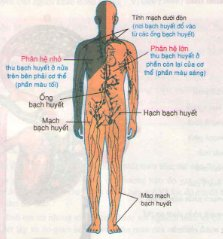 Tĩnh mạch dưới đòn
(nơi bạch huyết đổ vào
từ các ống bạch huyết)
Phân hệ nhỏ
thu bạch huyết ở nửa
trên bên phải cơ thể
(phần màu tối)
Phân hệ lớn
thu bạch huyết ở
phần còn lại của cơ
thể (phần màu sáng)
Ống
bạch huyết
Mạch
bạch huyết
Hạch bạch huyết
Mao mạch
bạch huyết